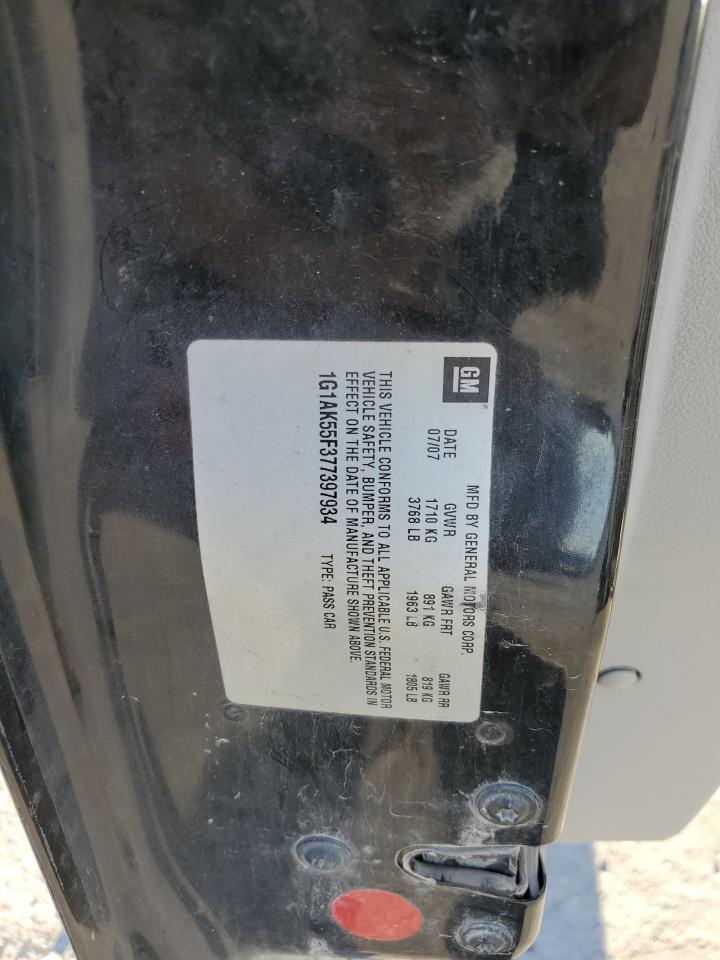 GM
MFD BY GENERAL MOTORS CORP.
DATE GVWR GAWR FRT GAWR RR
07/07 1710 KG 891 KG 819 KG
3768 LB 1963 LB 1805 LB
THIS VEHICLE CONFORMS TO ALL APPLICABLE U.S. FEDERAL MOTOR
VEHICLE SAFETY, BUMPER, AND THEFT PREVENTION STANDARDS IN
EFFECT ON THE DATE OF MANUFACTURE SHOWN ABOVE.
1G1AK55F377397934 TYPE: PASS CAR